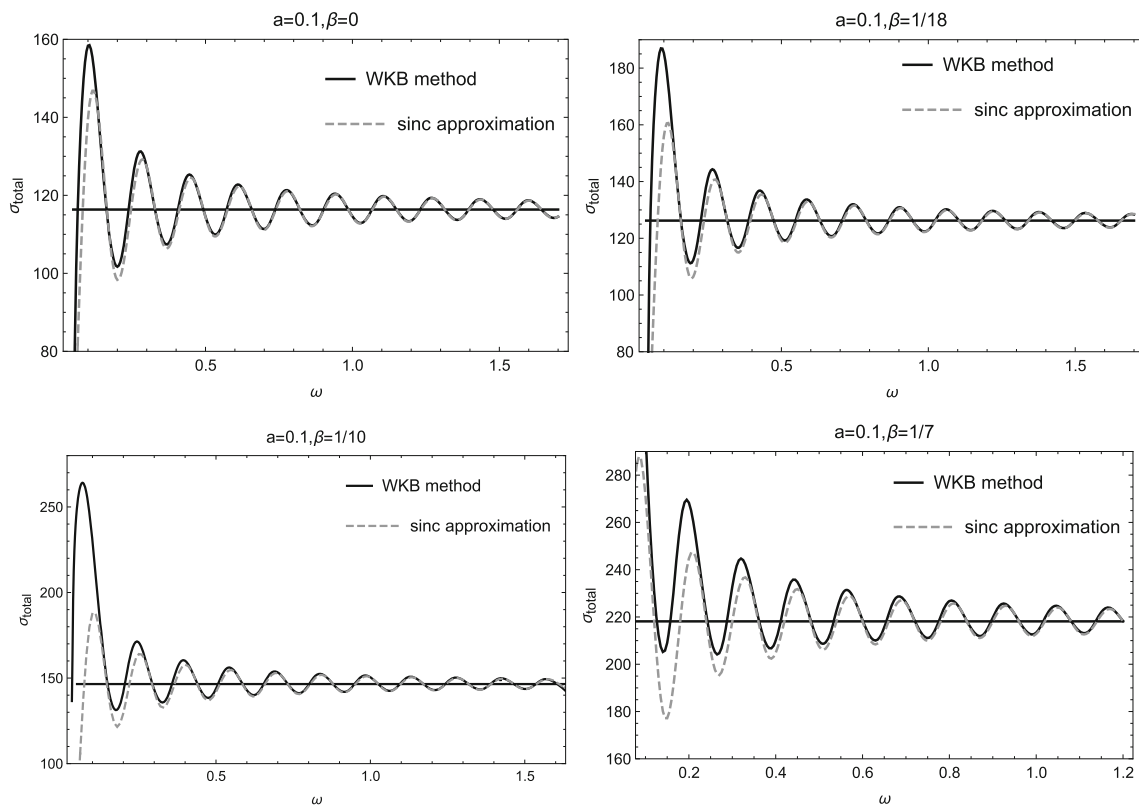 a=0.1,β=0
160
140
120
100
80
σtotal
WKB method
sinc approximation
0.5
1.0
1.5
ω
a=0.1,β=1/18
180
160
140
120
100
80
σtotal
WKB method
sinc approximation
0.5
1.0
1.5
ω
a=0.1,β=1/10
250
200
150
100
σtotal
WKB method
sinc approximation
0.5
1.0
1.5
ω
a=0.1,β=1/7
280
260
240
220
200
180
160
σtotal
WKB method
sinc approximation
0.2
0.4
0.6
0.8
1.0
1.2
ω